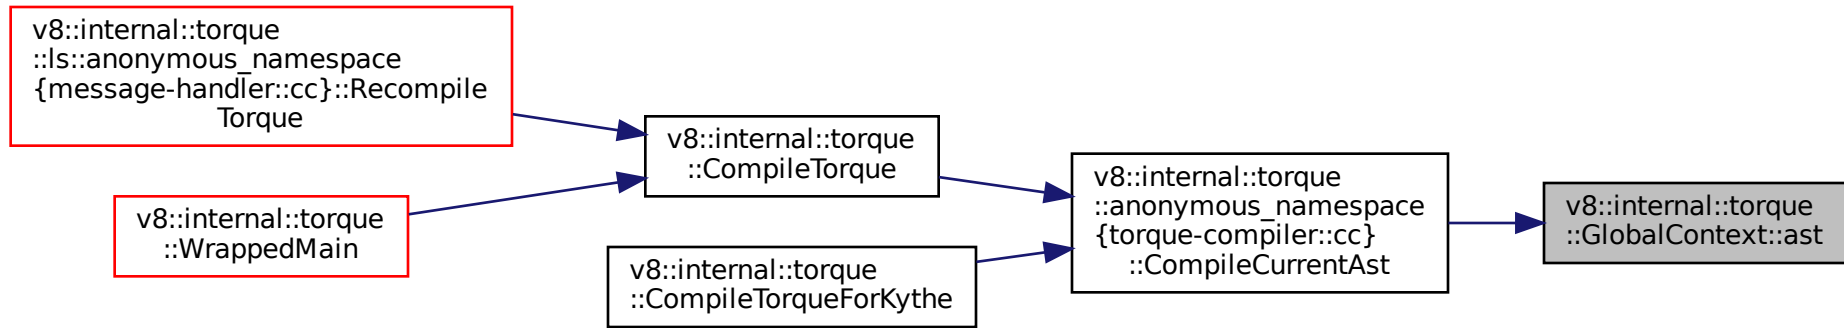 v8::internal::torque
::ls::anonymous_namespace
{message-handler::cc}::Recompile
Torque
v8::internal::torque
::WrappedMain
v8::internal::torque
::CompileTorque
v8::internal::torque
::CompileTorqueForKythe
v8::internal::torque
::anonymous_namespace
{torque-compiler::cc}
::CompileCurrentAst
v8::internal::torque
::GlobalContext::ast